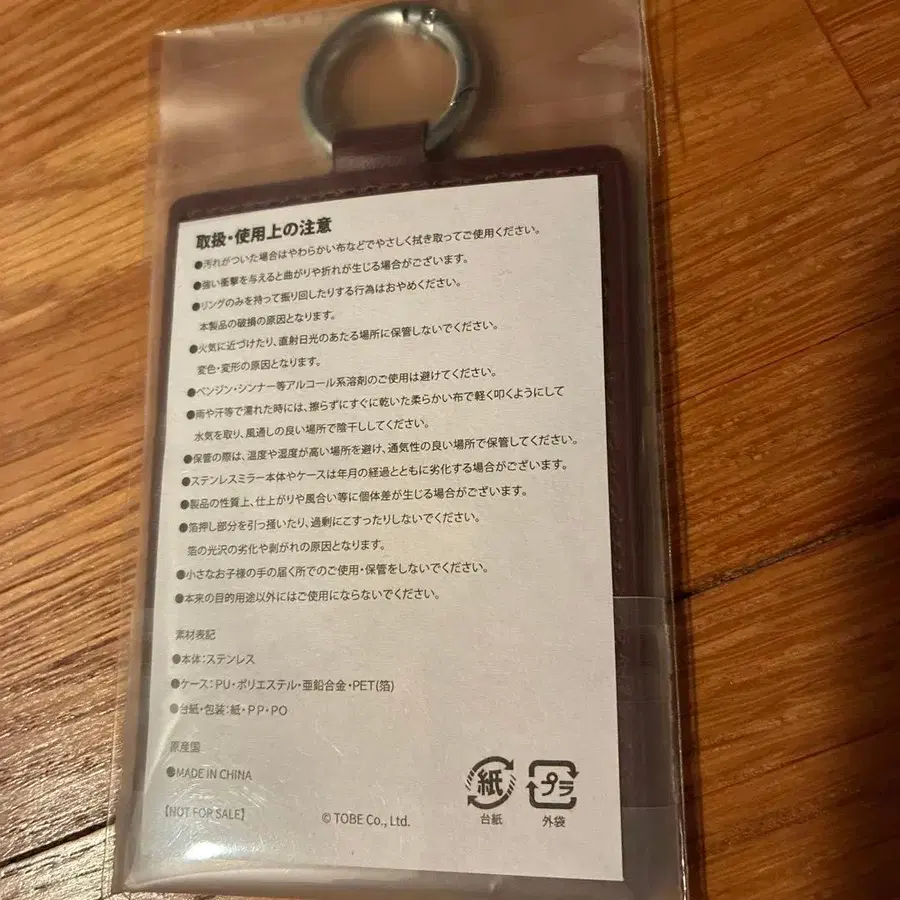 取扱・使用上の注意
●汚れがついた場合はやわらかい布などでやさしく拭き取ってご使用ください。
●強い衝撃を与えると曲がりや折れが生じる場合がございます。
●リングのみを持って振り回したりする行為はおやめください。
本製品の破損の原因となります。
●火気に近づけたり、直射日光のあたる場所に保管しないでください。
変色・変形の原因となります。
●ベンジン・シンナー等アルコール系溶剤のご使用は避けてください。
●雨や汗等で濡れた時には、擦らずにすぐに乾いた柔らかい布で軽く叩くようにして
水気を取り、風通しの良い場所で陰干ししてください。
●保管の際は、温度や湿度が高い場所を避け、通気性の良い場所で保管してください。
●ステンレスミラー本体やケースは年月の経過とともに劣化する場合がございます。
●製品の性質上、仕上がりや風合い等に個体差が生じる場合がございます。
●箔押し部分を引っ掻いたり、過剰にこすったりしないでください。
箔の光沢の劣化や剥がれの原因となります。
●小さなお子様の手の届く所でのご使用・保管をしないでください。
●本来の目的用途以外にはご使用にならないでください。
素材表記
●本体：ステンレス
●ケース：PU・ポリエステル・亜鉛合金・PET(箔)
●台紙・包装：紙・PP・PO
原産国
●MADE IN CHINA
【NOT FOR SALE】
© TOBE Co., Ltd.
紙
台紙
プラ
外袋